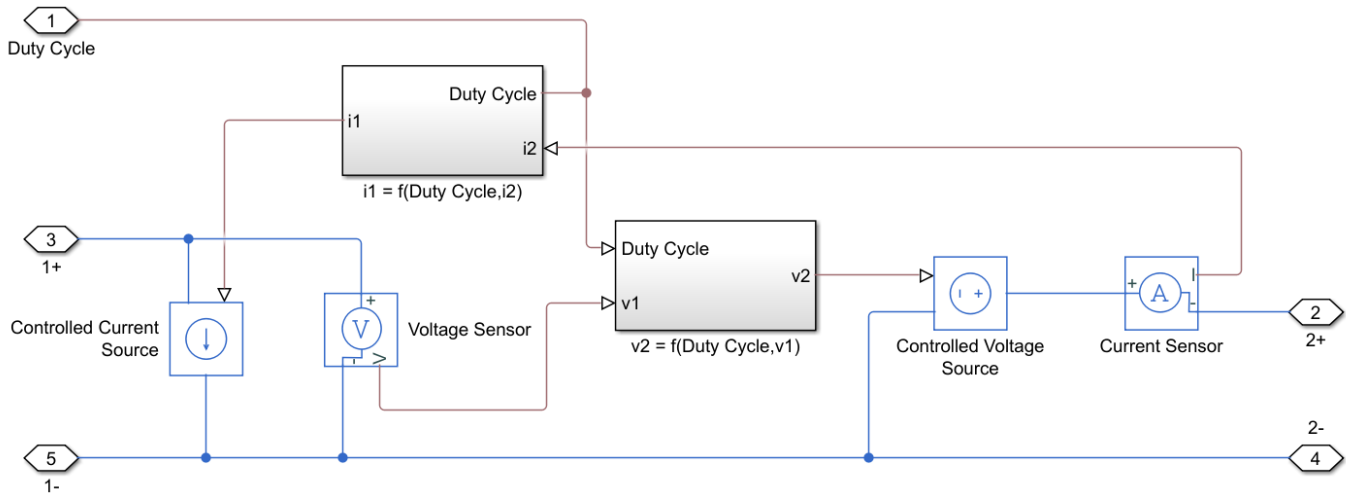 1
Duty Cycle
Duty Cycle
i1
i2
i1 = f(Duty Cycle,i2)
3
1+
Duty Cycle
v2
v1
v2 = f(Duty Cycle,v1)
Controlled Current
Source
+
V
-
V
Voltage Sensor
- +
Controlled Voltage
Source
+
A
I
-
Current Sensor
2
2+
5
1-
2-
4